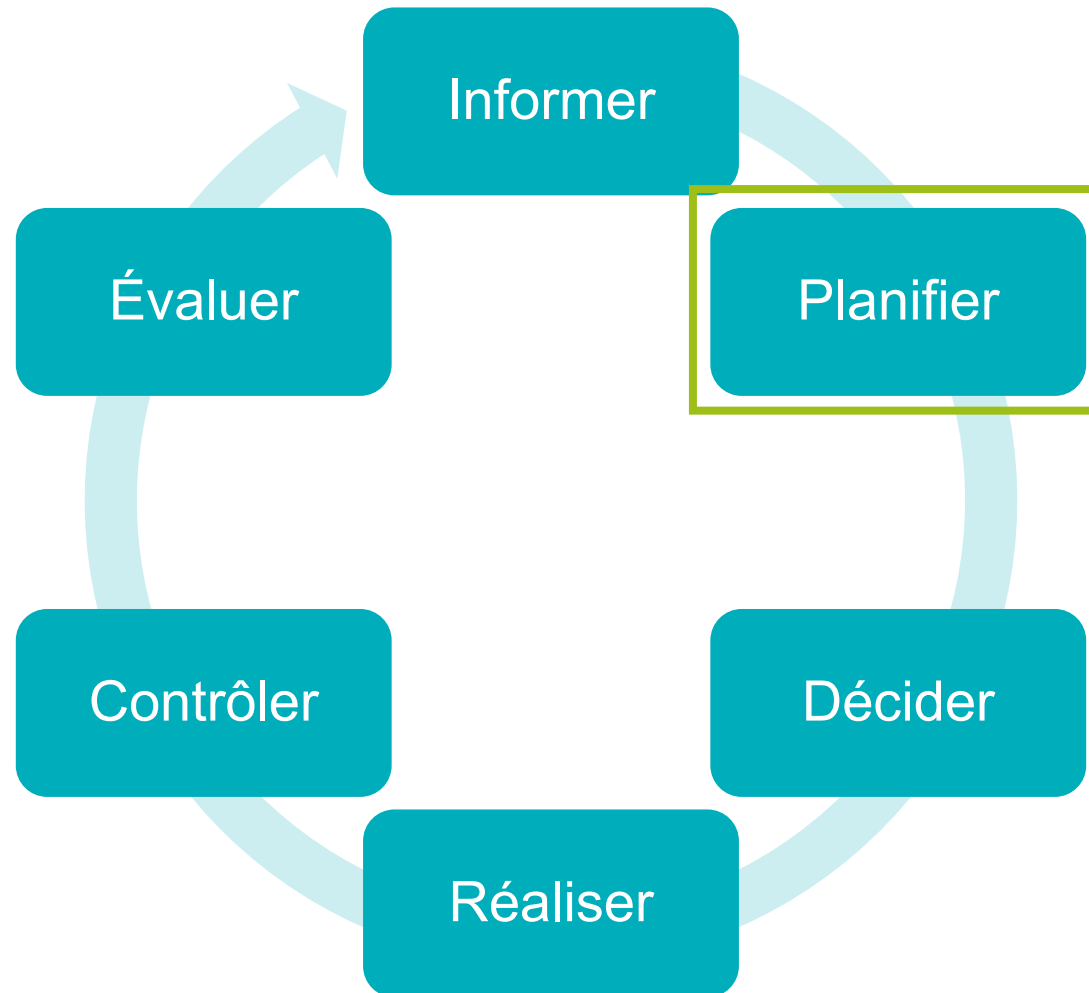 Informer
Planifier
Décider
Réaliser
Contrôler
Évaluer